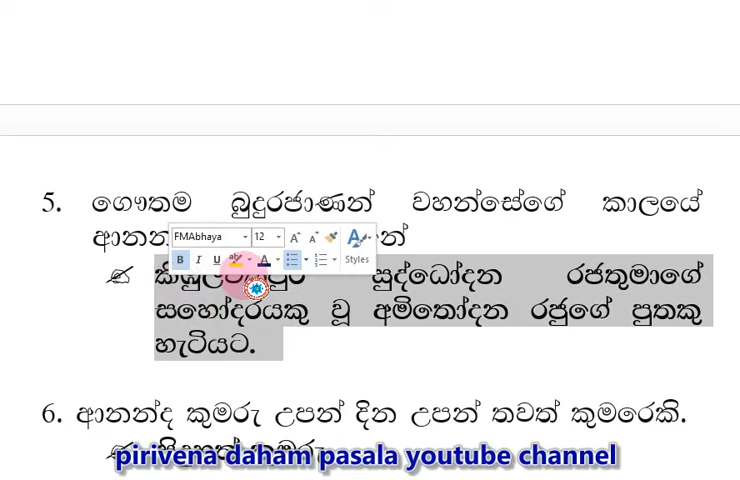 5. ගෞතම බුදුරජාණන් වහන්සේගේ කාලයේ
FMAbhaya 12
Styles
සුද්ධෝදන රජතුමාගේ
සහෝදරයකු වූ අමිතෝදන රජුගේ පුතකු
හැටියට.
6. ආනන්ද කුමරු උපන් දින උපන් තවත් කුමරෙකි.
pirivena daham pasala youtube channel